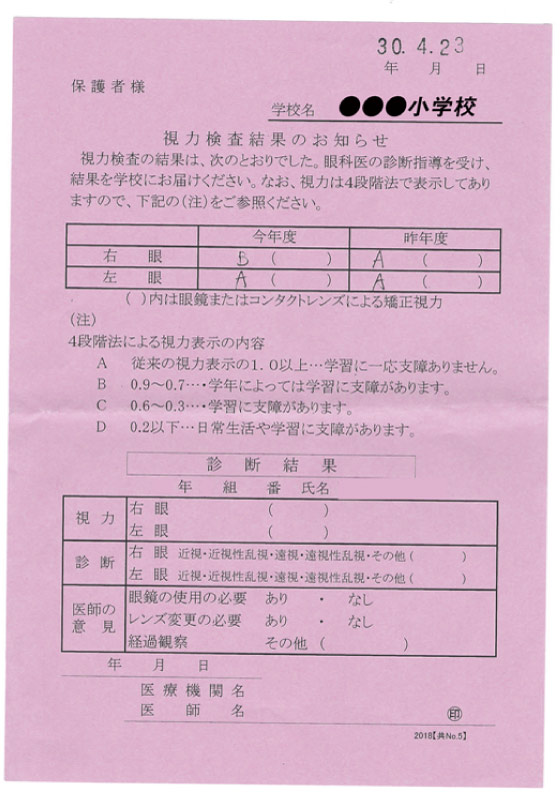 30. 4. 23
年 月 日
保護者様
学校名 ●●●小学校
視力検査結果のお知らせ
視力検査の結果は、次のとおりでした。眼科医の診断指導を受け、
結果を学校にお届けください。なお、視力は4段階法で表示してあり
ますので、下記の(注)をご参照ください。
今年度 昨年度
右 眼 B ( ) A ( )
左 眼 A ( ) A ( )
( )内は眼鏡またはコンタクトレンズによる矯正視力
(注)
4段階法による視力表示の内容
A 従来の視力表示の1.0以上…学習に一応支障ありません。
B 0.9～0.7…・学年によっては学習に支障があります。
C 0.6～0.3…・学習に支障があります。
D 0.2以下…日常生活や学習に支障があります。
診 断 結 果
年 組 番 氏名
視 力 右 眼 ( )
左 眼 ( )
診 断 右 眼 近視・近視性乱視・遠視・遠視性乱視・その他 ( )
左 眼 近視・近視性乱視・遠視・遠視性乱視・その他 ( )
医師の意見 眼鏡の使用の必要 あり ・ なし
レンズ変更の必要 あり ・ なし
経過観察 その他 ( )
年 月 日
医療機関名
医 師 名 ㊞
2018【共No.5】